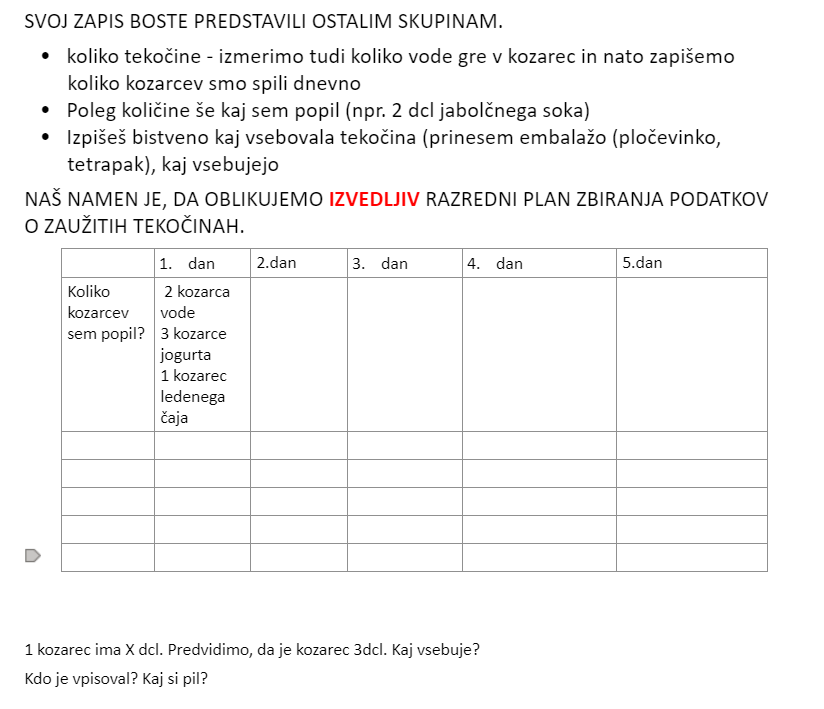 SVOJ ZAPIS BOSTE PREDSTAVILI OSTALIM SKUPINAM.
• koliko tekočine - izmerimo tudi koliko vode gre v kozarec in nato zapišemo
koliko kozarcev smo spili dnevno
• Poleg količine še kaj sem popil (npr. 2 dcl jabolčnega soka)
• Izpišeš bistveno kaj vsebovala tekočina (prinesem embalažo (pločevinko,
tetrapak), kaj vsebujejo
NAŠ NAMEN JE, DA OBLIKUJEMO IZVEDLJIV RAZREDNI PLAN ZBIRANJA PODATKOV
O ZAUŽITIH TEKOČINAH.
1. dan 2.dan 3. dan 4. dan 5.dan
Koliko
kozarcev
sem popil?
2 kozarca
vode
3 kozarce
jogurta
1 kozarec
ledenega
čaja
1 kozarec ima X dcl. Predvidimo, da je kozarec 3dcl. Kaj vsebuje?
Kdo je vpisoval? Kaj si pil?